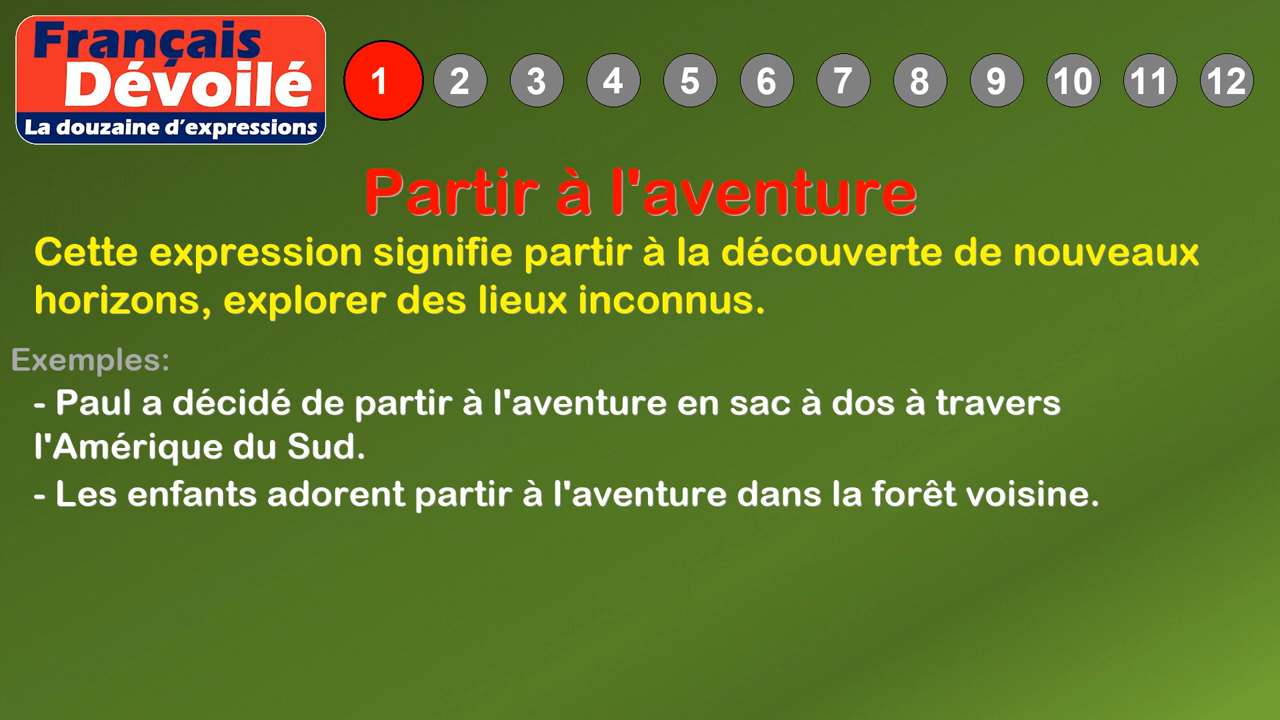 Français
Dévoilé
La douzaine d'expressions
1 2 3 4 5 6 7 8 9 10 11 12
Partir à l'aventure
Cette expression signifie partir à la découverte de nouveaux
horizons, explorer des lieux inconnus.
Exemples:
- Paul a décidé de partir à l'aventure en sac à dos à travers
l'Amérique du Sud.
- Les enfants adorent partir à l'aventure dans la forêt voisine.